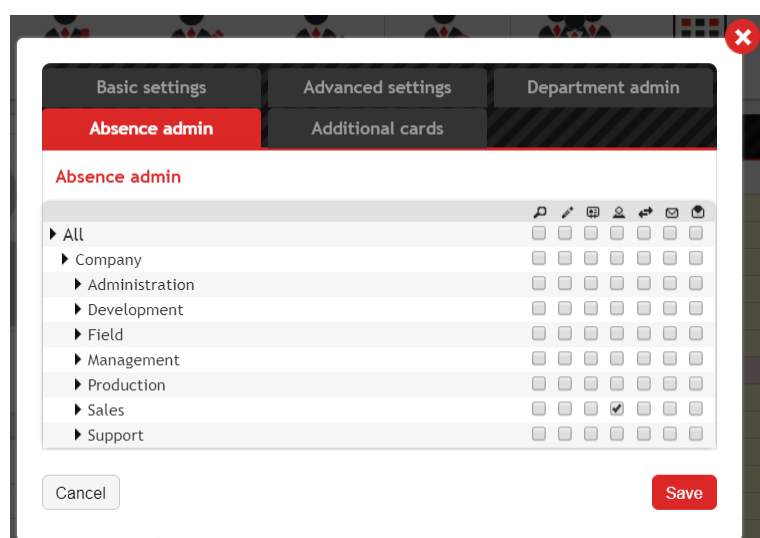 Basic settings
Advanced settings
Department admin
Absence admin
Additional cards
Absence admin
All
Company
Administration
Development
Field
Management
Production
Sales
Support
Cancel
Save